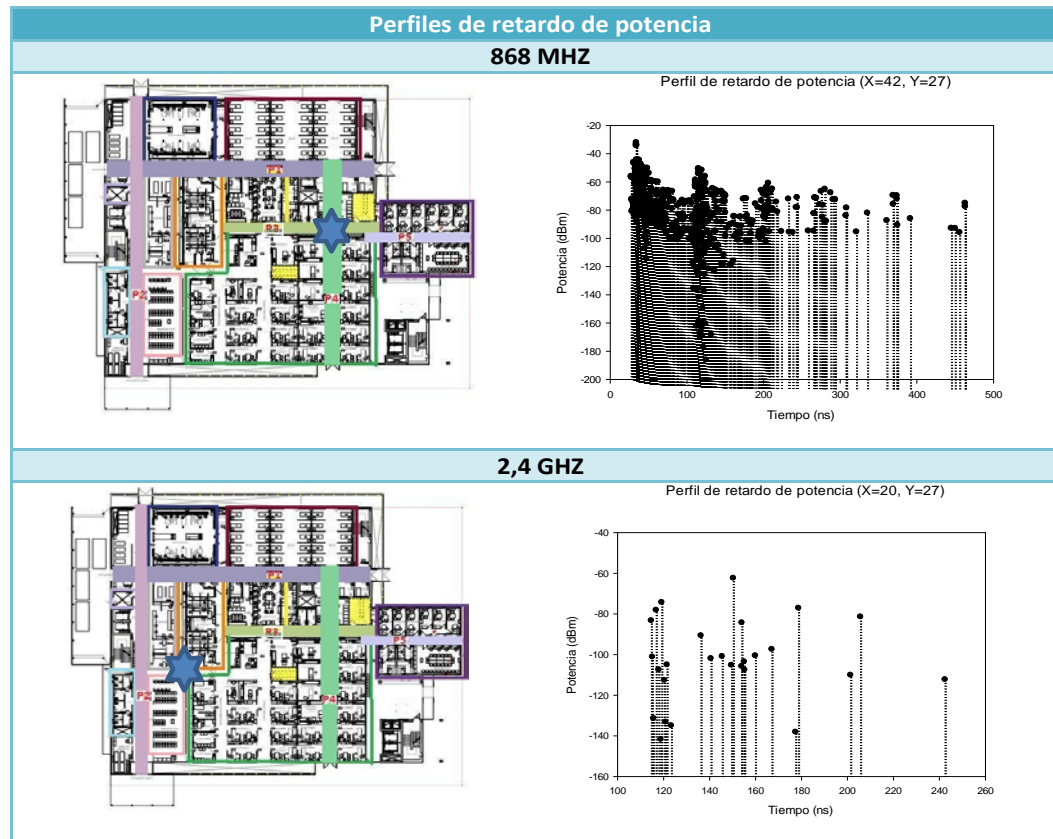 Perfiles de retardo de potencia
868 MHZ
P1
R3
P5
P2
P4
Perfil de retardo de potencia (X=42, Y=27)
Potencia (dBm)
-20
-40
-60
-80
-100
-120
-140
-160
-180
-200
0 100 200 300 400 500
Tiempo (ns)
2,4 GHZ
P1
R3
P5
P2
P4
Perfil de retardo de potencia (X=20, Y=27)
Potencia (dBm)
-40
-60
-80
-100
-120
-140
-160
100 120 140 160 180 200 220 240 260
Tiempo (ns)